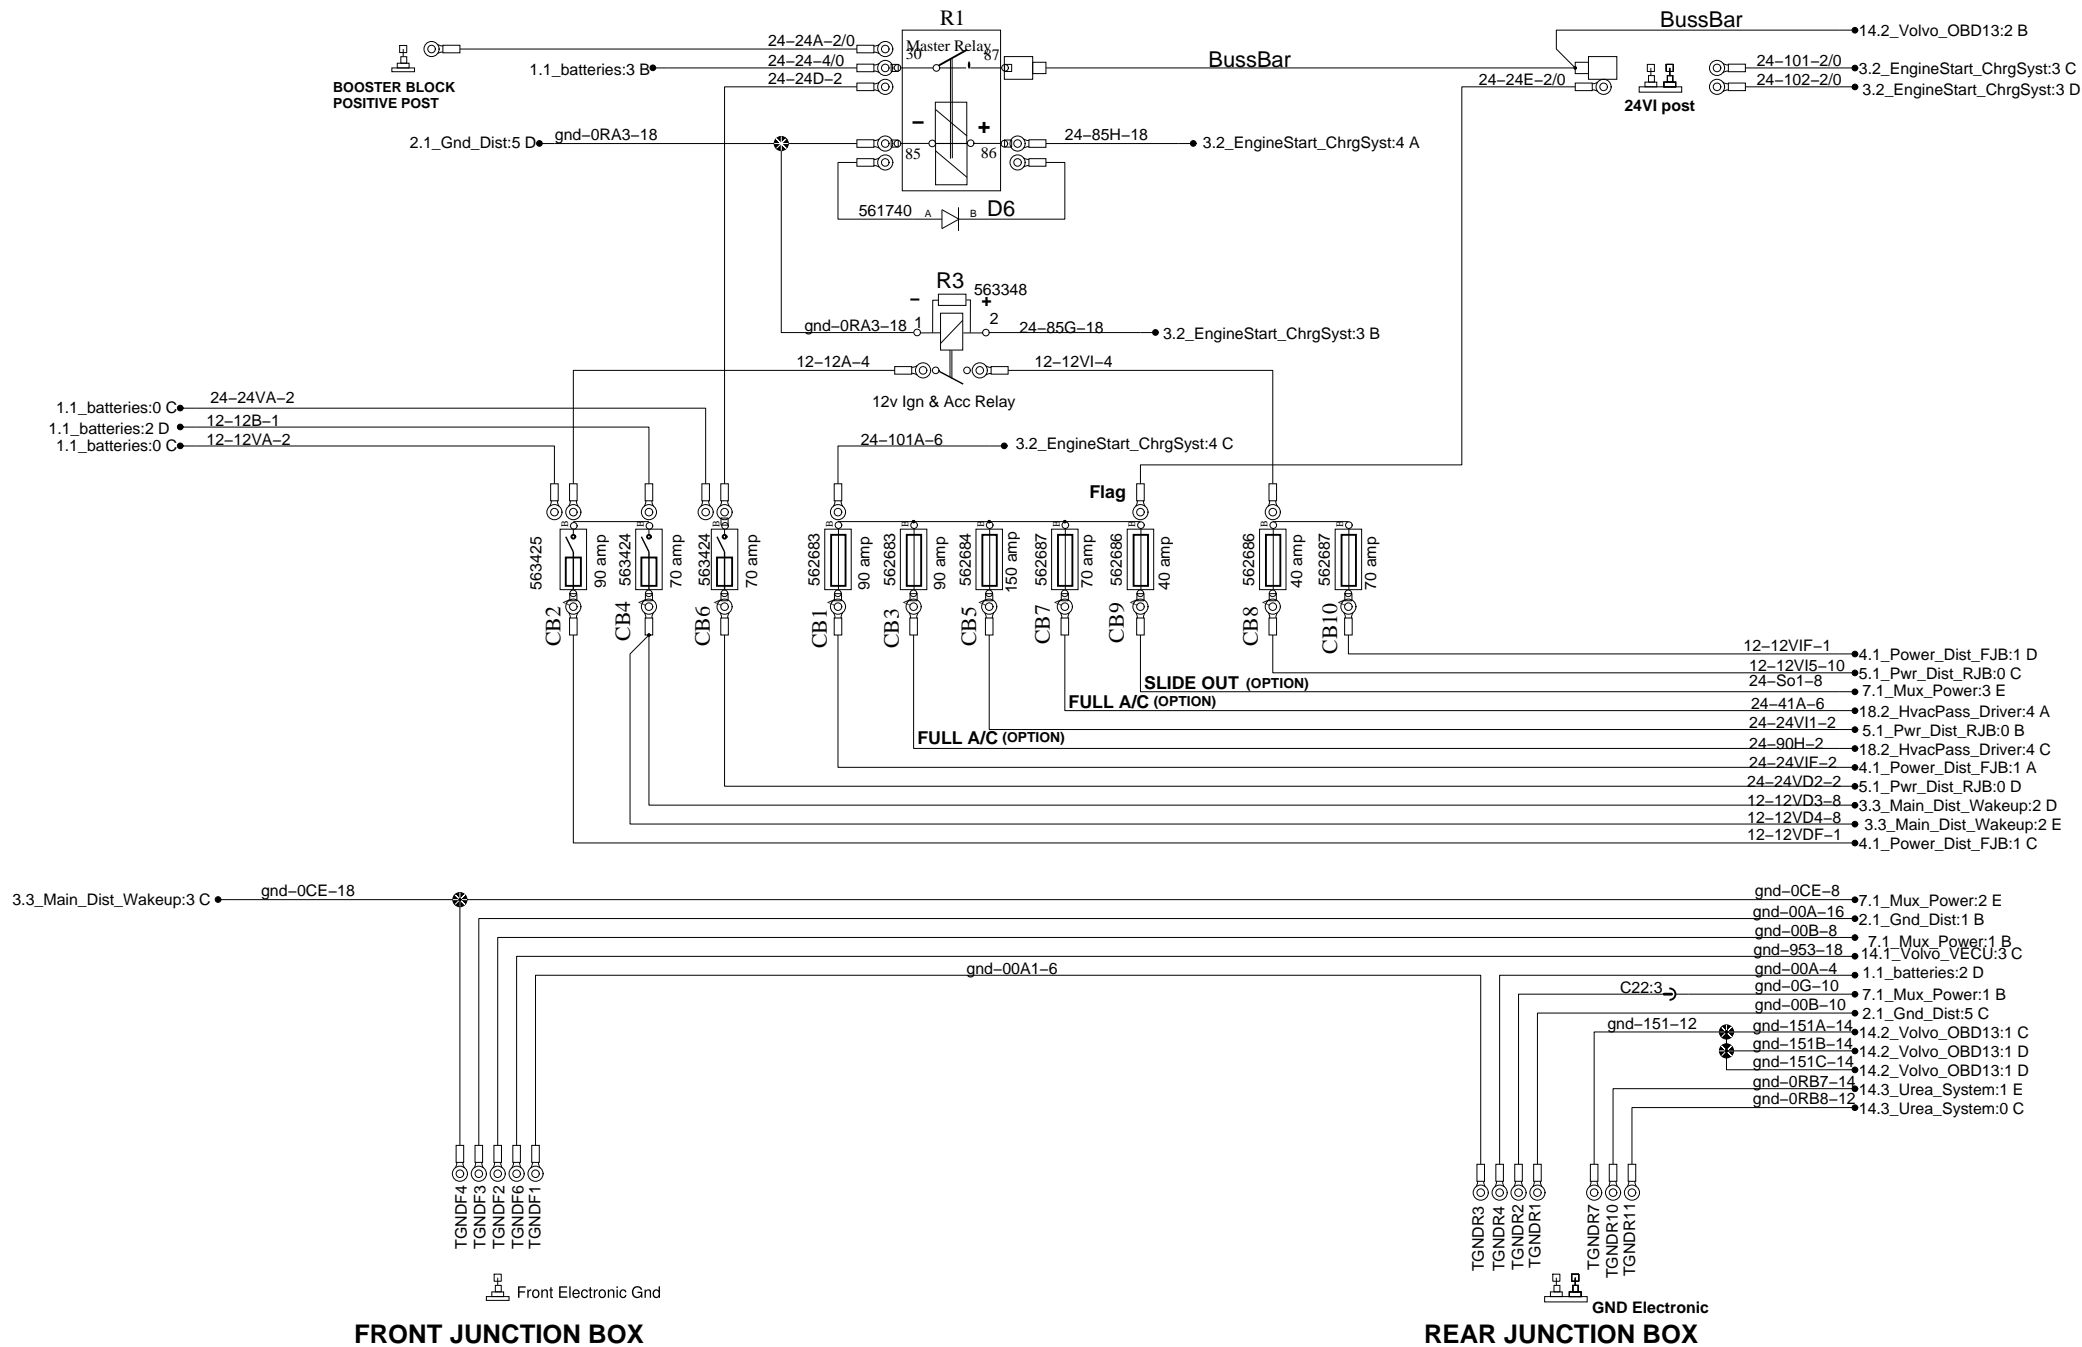 R1
BussBar
24-24A-2/0
Master Relay
14.2_Volvo_OBD13:2 B
30
87
1.1_batteries:3 B
24-24-4/0
BussBar
24-101-2/0
3.2_EngineStart_ChrgSyst:3 C
24-24D-2
24-24E-2/0
24-102-2/0
3.2_EngineStart_ChrgSyst:3 D
BOOSTER BLOCK
POSITIVE POST
24VI post
−
+
2.1_Gnd_Dist:5 D
gnd-0RA3-18
85
86
24-85H-18
3.2_EngineStart_ChrgSyst:4 A
561740
A
B
D6
R3
563348
−
+
gnd-0RA3-18
1
2
24-85G-18
3.2_EngineStart_ChrgSyst:3 B
12-12A-4
12-12VI-4
12v Ign & Acc Relay
1.1_batteries:0 C
24-24VA-2
1.1_batteries:2 D
12-12B-1
1.1_batteries:0 C
12-12VA-2
24-101A-6
3.2_EngineStart_ChrgSyst:4 C
Flag
B
B
B
B
B
B
B
B
B
B
563425
90 amp
CB2
563424
70 amp
CB4
563424
70 amp
CB6
562683
90 amp
CB1
562683
90 amp
CB3
562684
150 amp
CB5
562687
70 amp
CB7
562686
40 amp
CB9
562686
40 amp
CB8
562687
70 amp
CB10
12-12VIF-1
4.1_Power_Dist_FJB:1 D
12-12VI5-10
5.1_Pwr_Dist_RJB:0 C
SLIDE OUT (OPTION)
24-So1-8
7.1_Mux_Power:3 E
FULL A/C (OPTION)
24-41A-6
18.2_HvacPass_Driver:4 A
24-24VI1-2
5.1_Pwr_Dist_RJB:0 B
FULL A/C (OPTION)
24-90H-2
18.2_HvacPass_Driver:4 C
24-24VIF-2
4.1_Power_Dist_FJB:1 A
24-24VD2-2
5.1_Pwr_Dist_RJB:0 D
12-12VD3-8
3.3_Main_Dist_Wakeup:2 D
12-12VD4-8
3.3_Main_Dist_Wakeup:2 E
12-12VDF-1
4.1_Power_Dist_FJB:1 C
3.3_Main_Dist_Wakeup:3 C
gnd-0CE-18
gnd-0CE-8
7.1_Mux_Power:2 E
gnd-00A-16
2.1_Gnd_Dist:1 B
gnd-00B-8
7.1_Mux_Power:1 B
gnd-953-18
14.1_Volvo_VECU:3 C
gnd-00A1-6
gnd-00A-4
1.1_batteries:2 D
C22:3
gnd-0G-10
7.1_Mux_Power:1 B
gnd-00B-10
2.1_Gnd_Dist:5 C
gnd-151-12
gnd-151A-14
14.2_Volvo_OBD13:1 C
gnd-151B-14
14.2_Volvo_OBD13:1 D
gnd-151C-14
14.2_Volvo_OBD13:1 D
gnd-0RB7-14
14.3_Urea_System:1 E
gnd-0RB8-12
14.3_Urea_System:0 C
TGNDF4
TGNDF3
TGNDF2
TGNDF6
TGNDF1
TGNDR3
TGNDR4
TGNDR2
TGNDR1
TGNDR7
TGNDR10
TGNDR11
Front Electronic Gnd
GND Electronic
FRONT JUNCTION BOX
REAR JUNCTION BOX